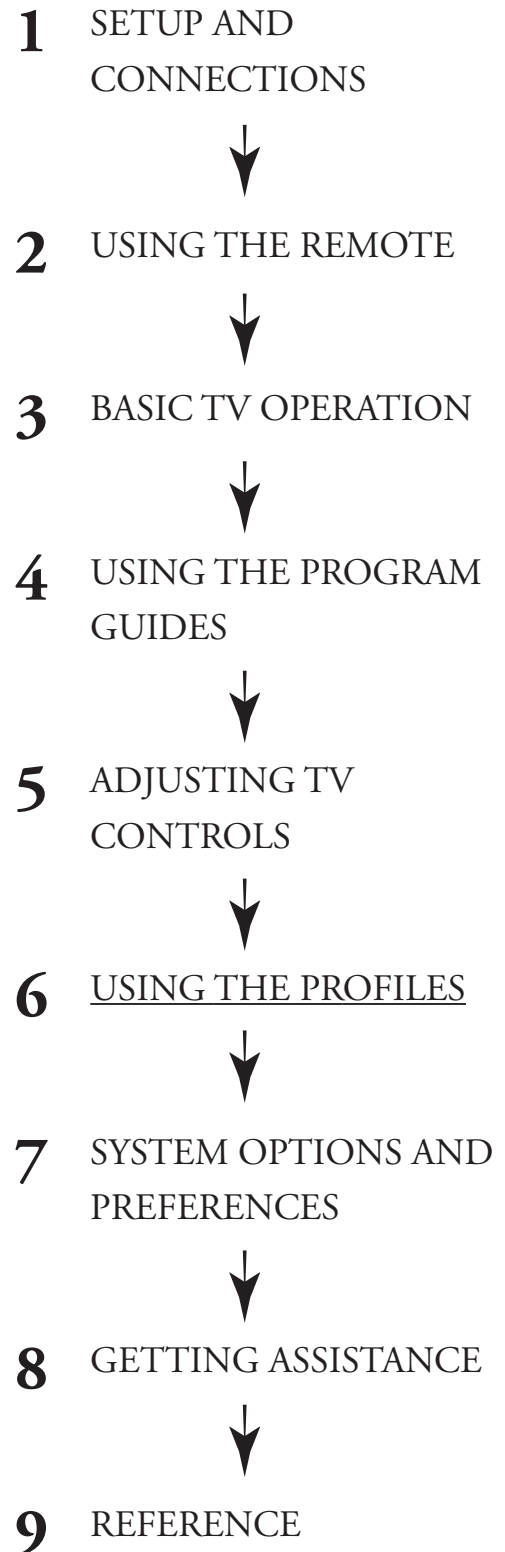 1 SETUP AND
CONNECTIONS
2 USING THE REMOTE
3 BASIC TV OPERATION
4 USING THE PROGRAM
GUIDES
5 ADJUSTING TV
CONTROLS
6 USING THE PROFILES
7 SYSTEM OPTIONS AND
PREFERENCES
8 GETTING ASSISTANCE
9 REFERENCE